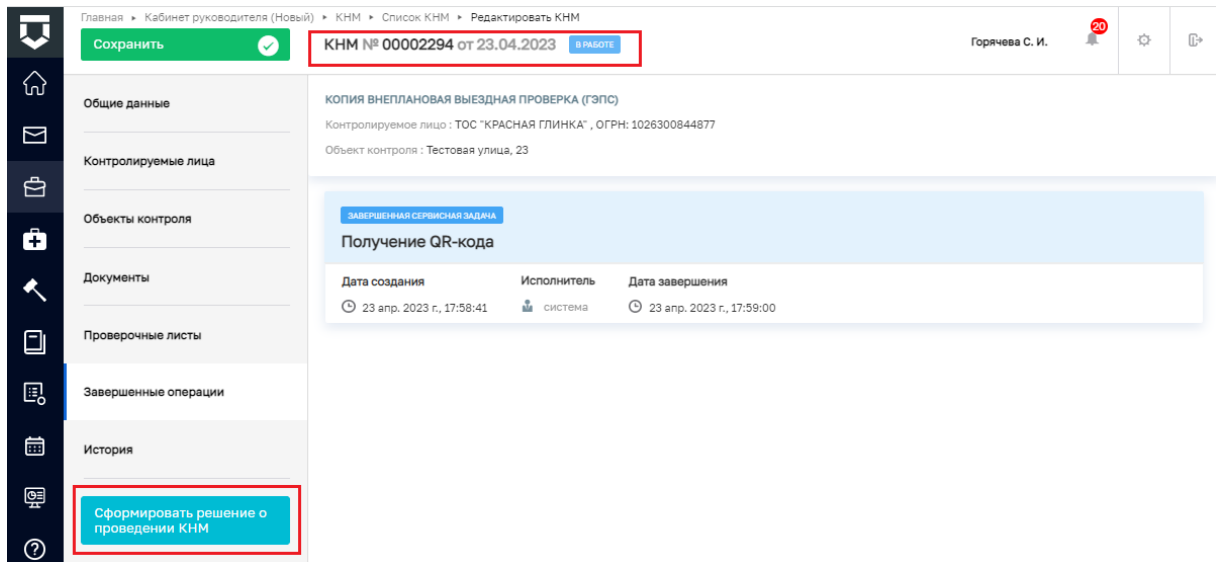 Главная ▸ Кабинет руководителя (Новый) ▸ КНМ ▸ Список КНМ ▸ Редактировать КНМ
Сохранить
КНМ № 00002294 от 23.04.2023 В РАБОТЕ
Горячева С. И.
20
Общие данные
Контролируемые лица
Объекты контроля
Документы
Проверочные листы
Завершенные операции
История
Сформировать решение о
проведении КНМ
КОПИЯ ВНЕПЛАНОВАЯ ВЫЕЗДНАЯ ПРОВЕРКА (ГЭПС)
Контролируемое лицо : ТОС "КРАСНАЯ ГЛИНКА" , ОГРН: 1026300844877
Объект контроля : Тестовая улица, 23
ЗАВЕРШЕННАЯ СЕРВИСНАЯ ЗАДАЧА
Получение QR-кода
Дата создания Исполнитель Дата завершения
23 апр. 2023 г., 17:58:41 система 23 апр. 2023 г., 17:59:00